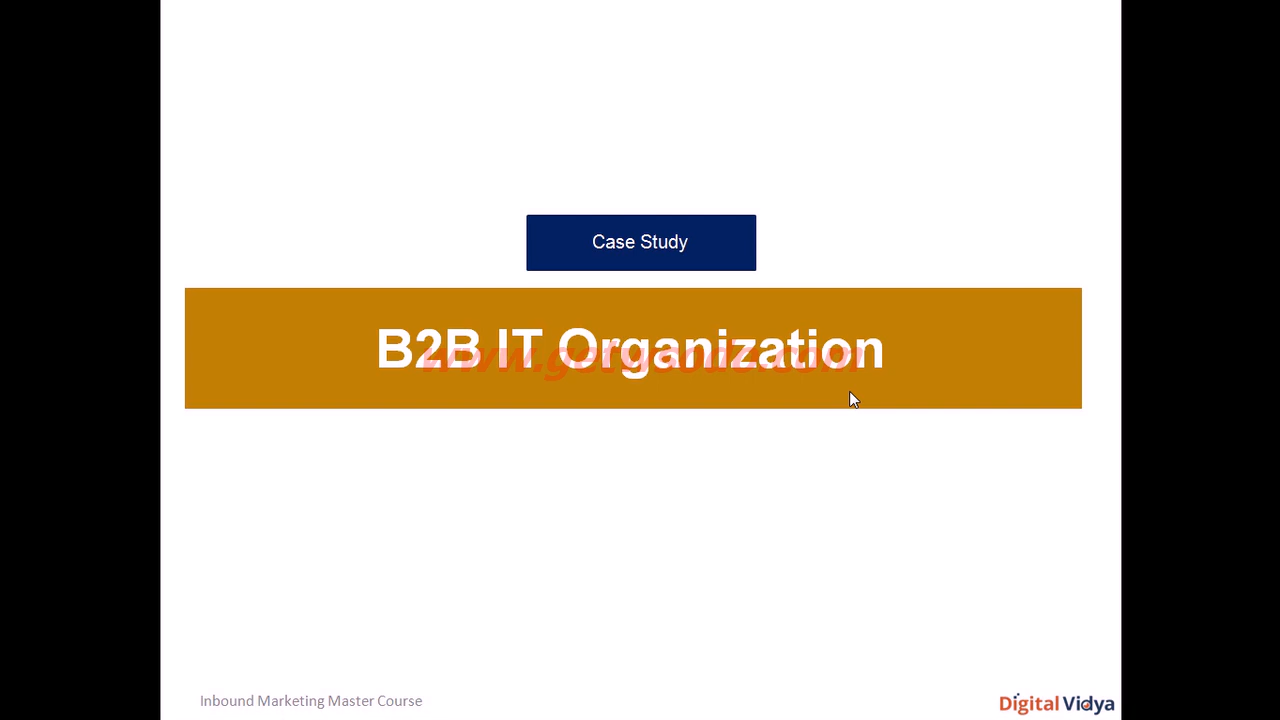 Case Study
B2B IT Organization
Inbound Marketing Master Course
Digital Vidya